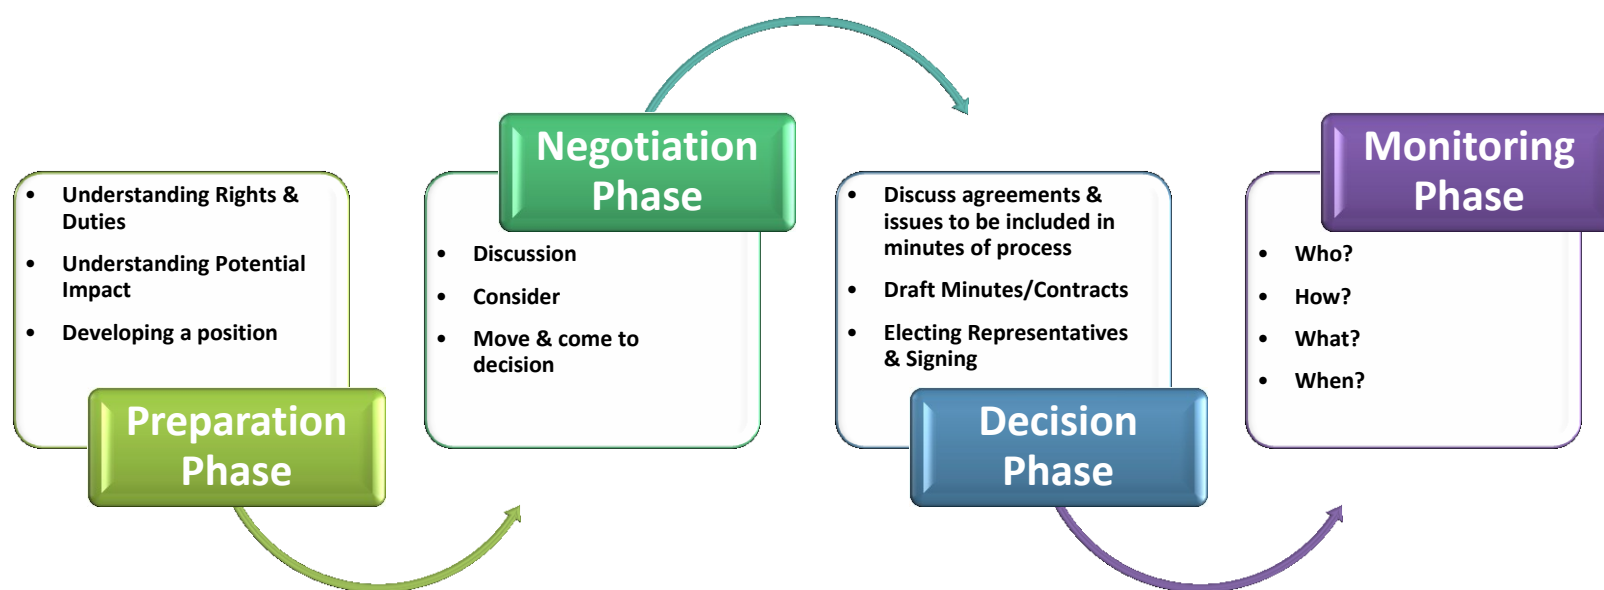 • Understanding Rights &
Duties
• Understanding Potential
Impact
• Developing a position
Preparation
Phase
Negotiation
Phase
• Discussion
• Consider
• Move & come to
decision
• Discuss agreements &
issues to be included in
minutes of process
• Draft Minutes/Contracts
• Electing Representatives
& Signing
Decision
Phase
Monitoring
Phase
• Who?
• How?
• What?
• When?